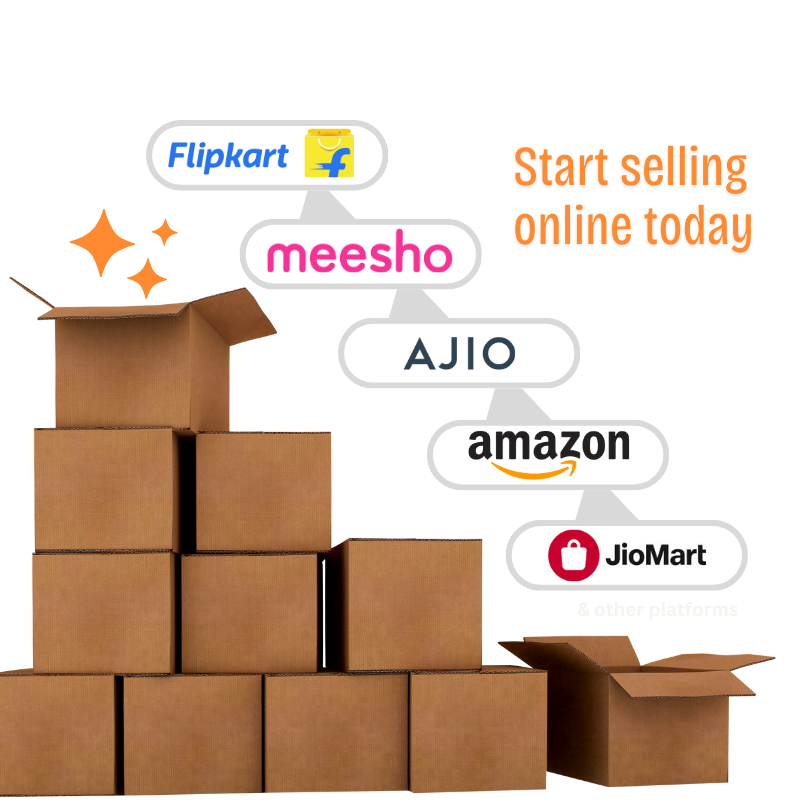 Flipkart
Start selling
online today
meesho
AJIO
amazon
JioMart
& other platforms